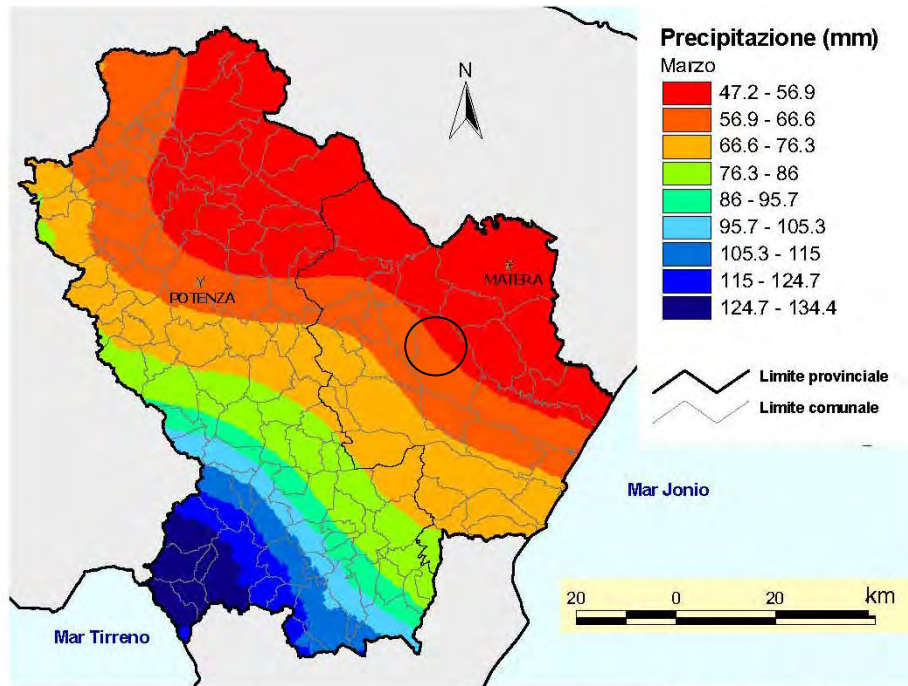 Precipitazione (mm)
Marzo
47.2 - 56.9
56.9 - 66.6
66.6 - 76.3
76.3 - 86
86 - 95.7
95.7 - 105.3
105.3 - 115
115 - 124.7
124.7 - 134.4
N
MATERA
POTENZA
Limite provinciale
Limite comunale
Mar Jonio
Mar Tirreno
20 0 20 km